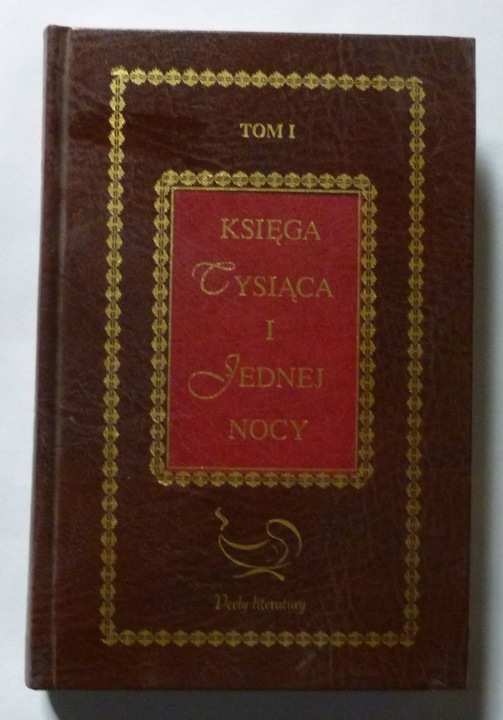 TOM I
KSIĘGA
TYSIĄCA
I
JEDNEJ
NOCY
Perły literatury